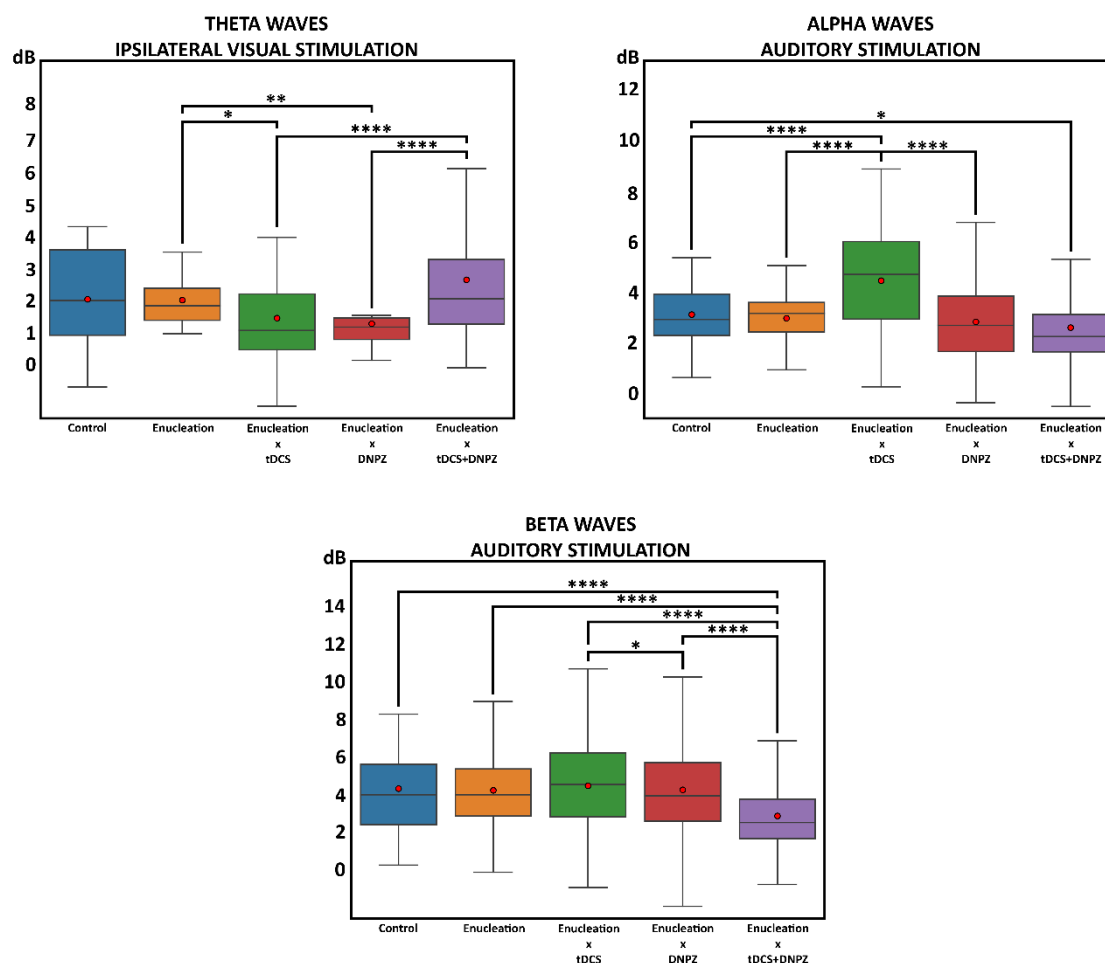 THETA WAVES
IPSILATERAL VISUAL STIMULATION
dB
8
7
6
5
4
3
2
1
0
**
*
****
****
Control
Enucleation
Enucleation
x
tDCS
Enucleation
x
DNPZ
Enucleation
x
tDCS+DNPZ
ALPHA WAVES
AUDITORY STIMULATION
dB
12
10
8
6
4
2
0
*
****
****
****
Control
Enucleation
Enucleation
x
tDCS
Enucleation
x
DNPZ
Enucleation
x
tDCS+DNPZ
BETA WAVES
AUDITORY STIMULATION
dB
14
12
10
8
6
4
2
0
****
****
****
****
*
Control
Enucleation
Enucleation
x
tDCS
Enucleation
x
DNPZ
Enucleation
x
tDCS+DNPZ